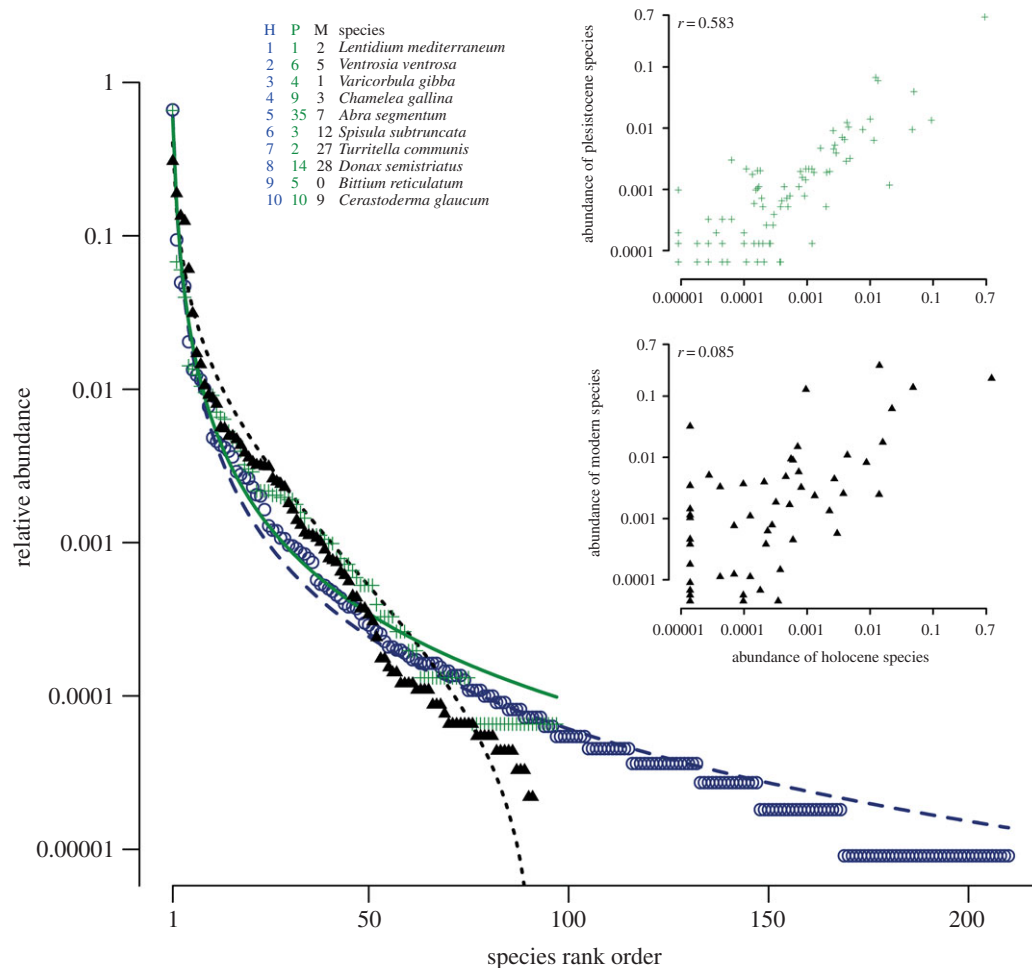 H P M species
1 1 2 Lentidium mediterraneum
2 6 5 Ventrosia ventrosa
3 4 1 Varicorbula gibba
4 9 3 Chamelea gallina
5 35 7 Abra segmentum
6 3 12 Spisula subtruncata
7 2 27 Turritella communis
8 14 28 Donax semistriatus
9 5 0 Bittium reticulatum
10 10 9 Cerastoderma glaucum
1
0.1
0.01
0.001
0.0001
0.00001
relative abundance
1 50 100 150 200
species rank order
r = 0.583
0.7
0.1
0.01
0.001
0.0001
abundance of plesistocene species
0.00001 0.0001 0.001 0.01 0.1 0.7
r = 0.085
0.7
0.1
0.01
0.001
0.0001
abundance of modern species
0.00001 0.0001 0.001 0.01 0.1 0.7
abundance of holocene species